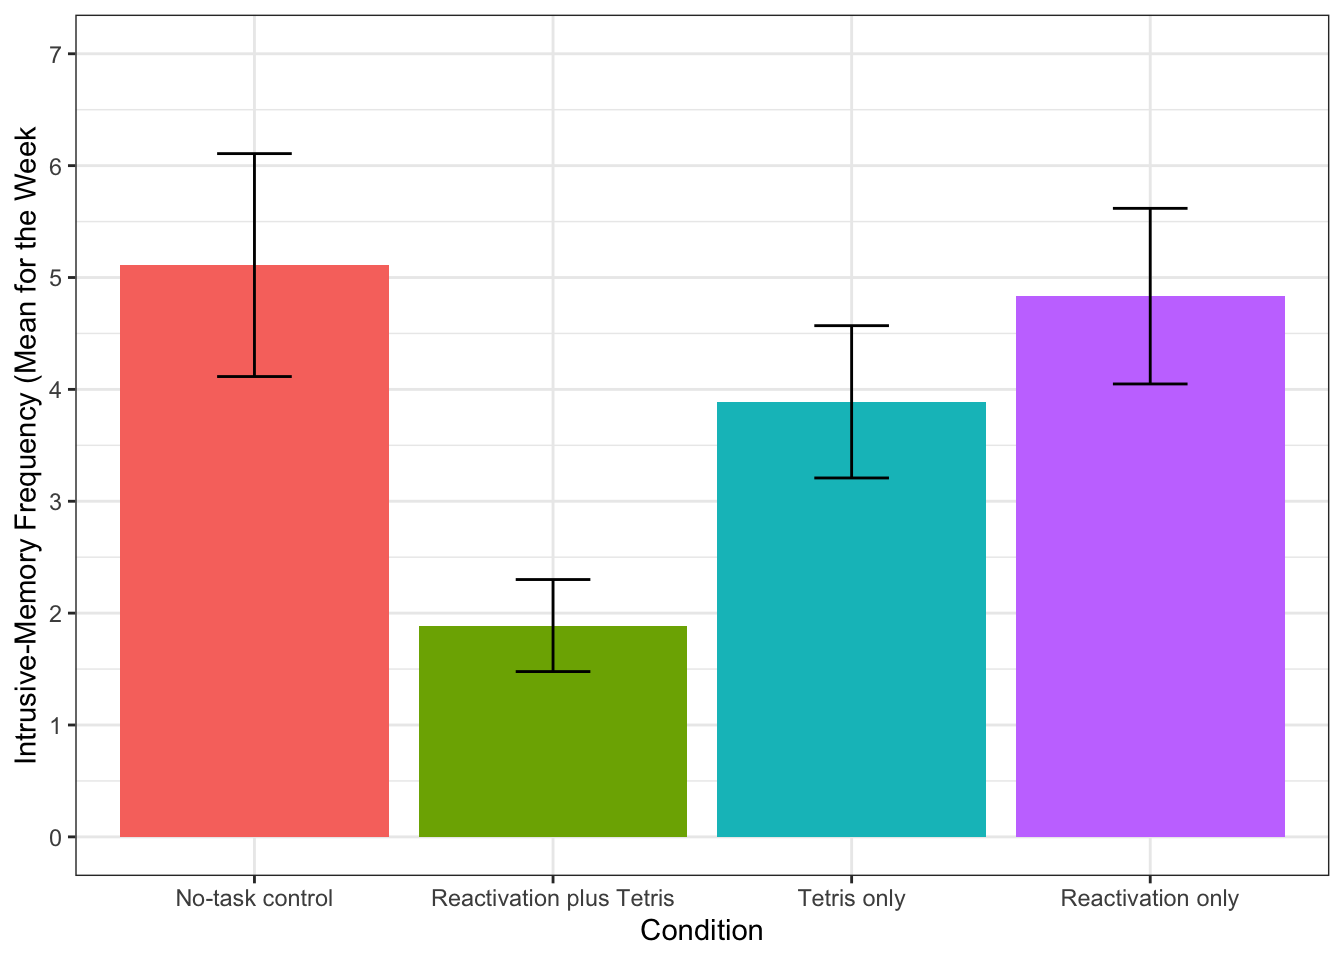 Intrusive-Memory Frequency (Mean for the Week
7
6
5
4
3
2
1
0
No-task control
Reactivation plus Tetris
Tetris only
Reactivation only
Condition